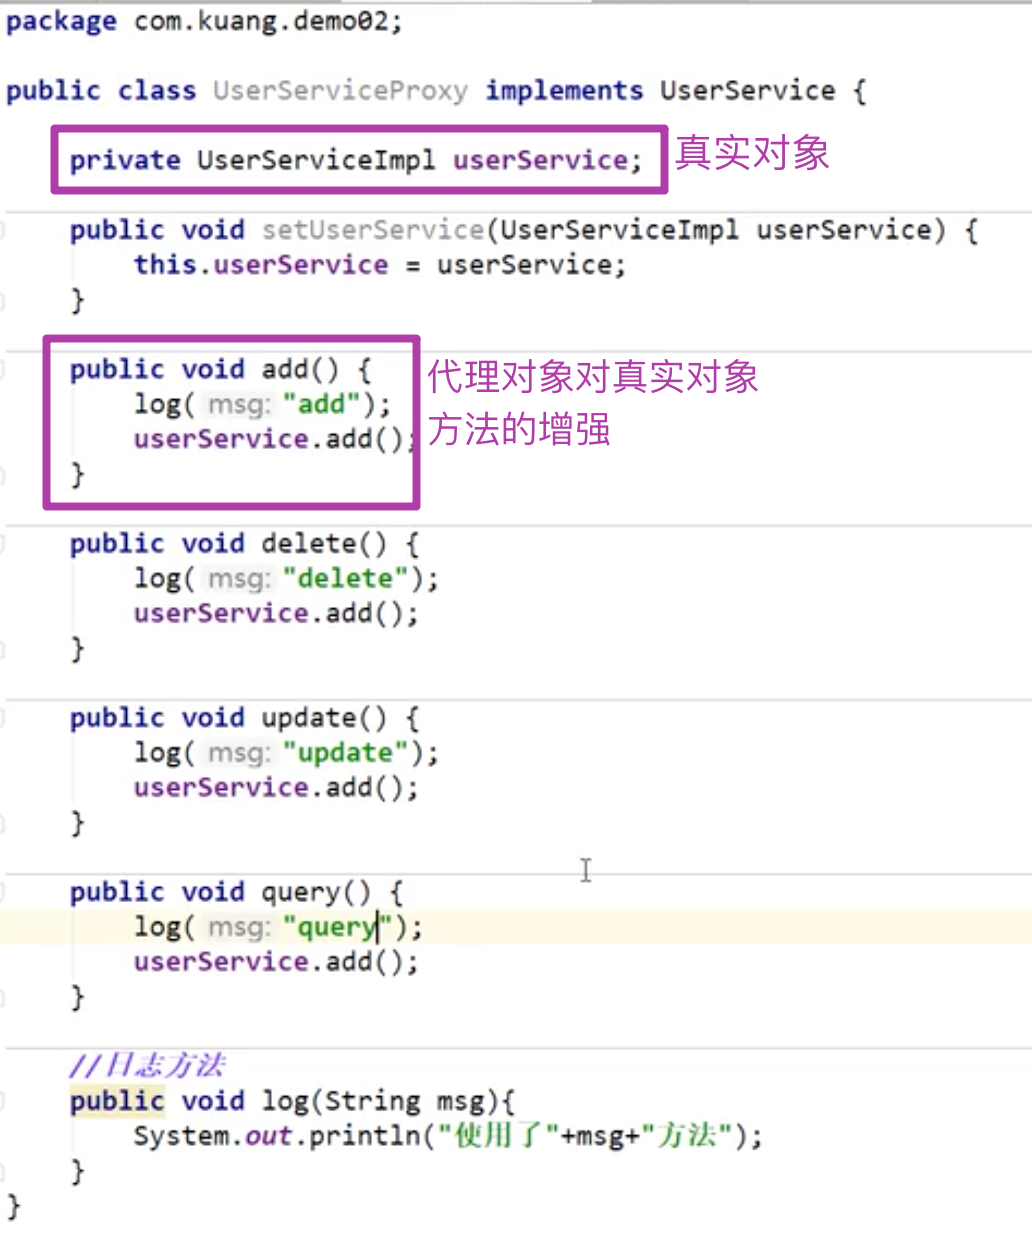 package com.kuang.demo02;
public class UserServiceProxy implements UserService {
private UserServiceImpl userService;
真实对象
public void setUserService(UserServiceImpl userService) {
this.userService = userService;
}
public void add() {
代理对象对真实对象
log( msg: "add");
方法的增强
userService.add();
}
public void delete() {
log( msg: "delete");
userService.add();
}
public void update() {
log( msg: "update");
userService.add();
}
public void query() {
log( msg: "query");
userService.add();
}
//日志方法
public void log(String msg){
System.out.println("使用了"+msg+"方法");
}
}